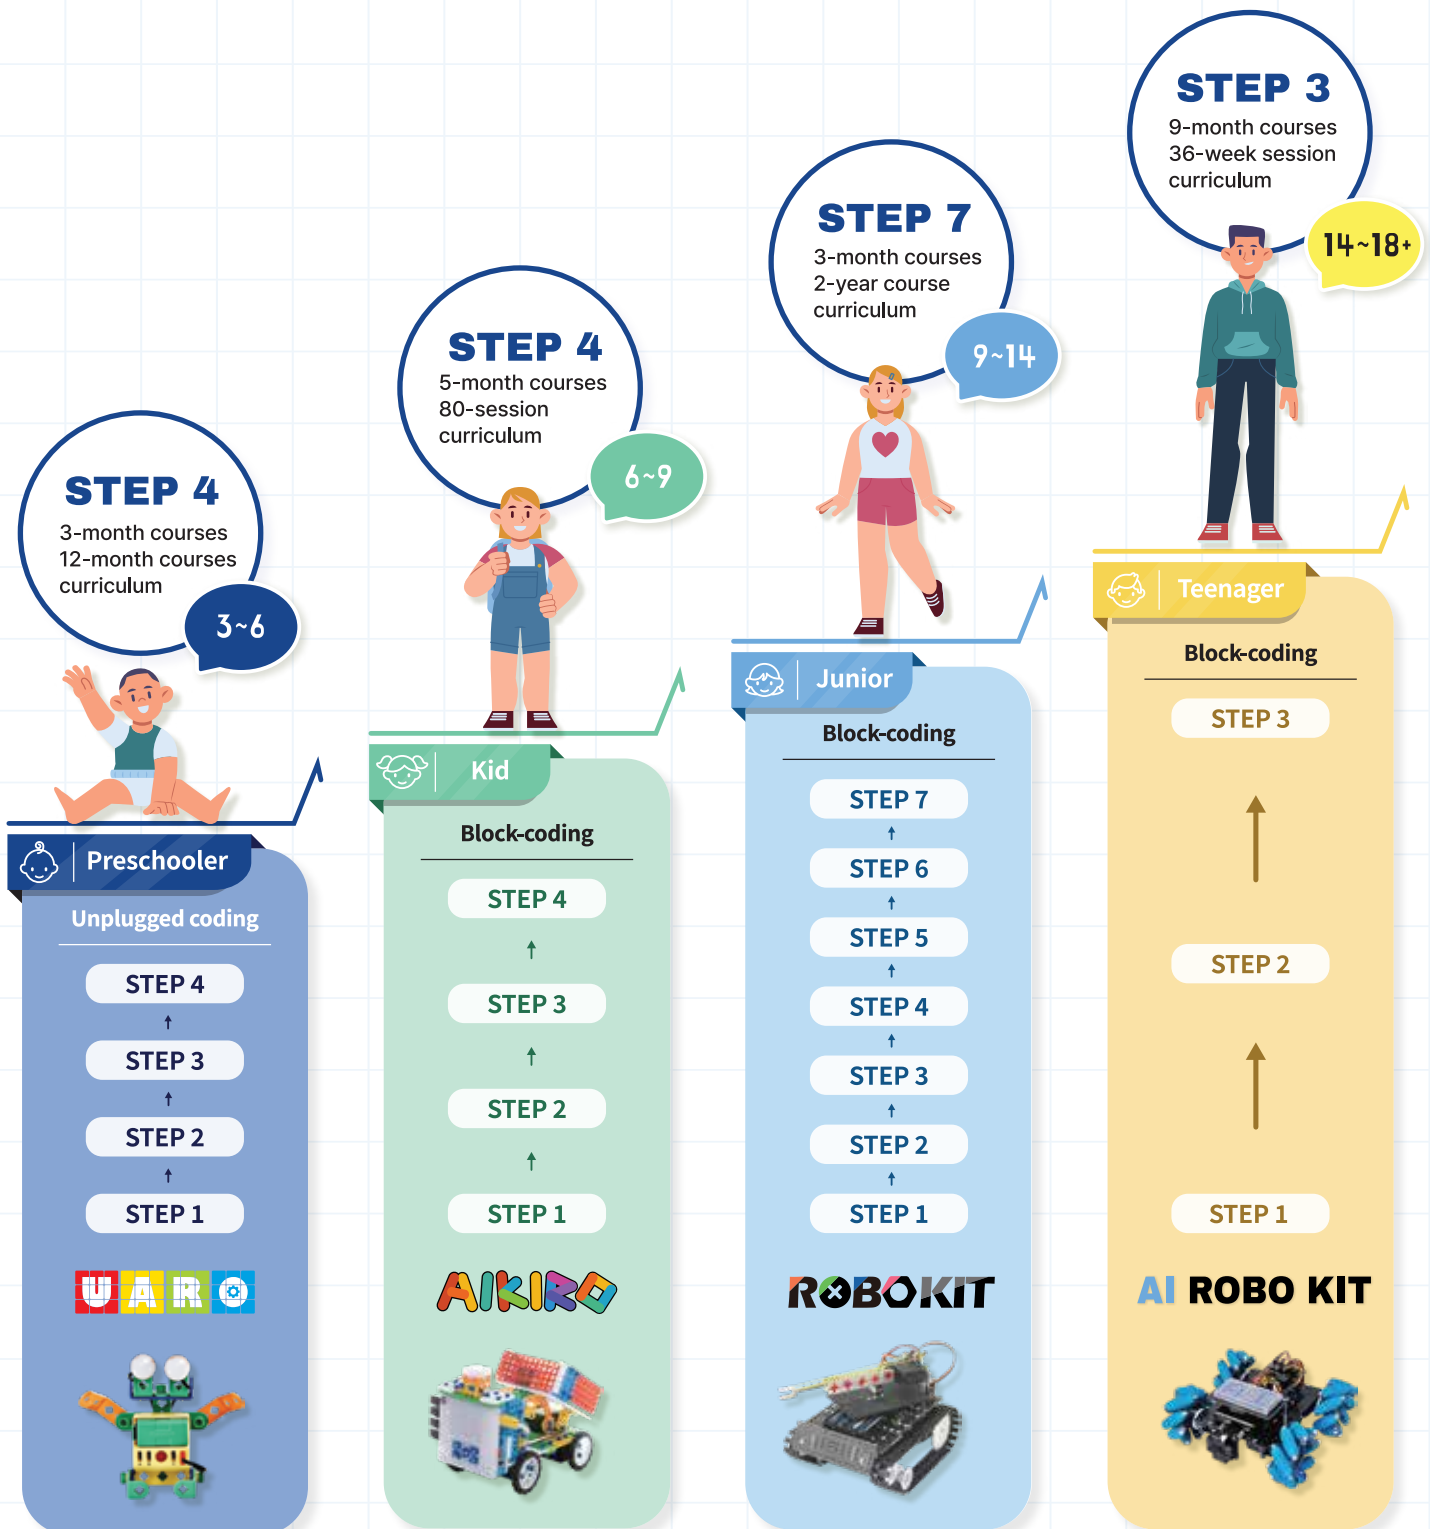 STEP 4
3-month courses
12-month courses
curriculum
3~6
Preschooler
Unplugged coding
STEP 4
STEP 3
STEP 2
STEP 1
UARO
STEP 4
5-month courses
80-session
curriculum
6~9
Kid
Block-coding
STEP 4
STEP 3
STEP 2
STEP 1
AIKIRO
STEP 7
3-month courses
2-year course
curriculum
9~14
Junior
Block-coding
STEP 7
STEP 6
STEP 5
STEP 4
STEP 3
STEP 2
STEP 1
ROBOKIT
STEP 3
9-month courses
36-week session
curriculum
14~18+
Teenager
Block-coding
STEP 3
STEP 2
STEP 1
AI ROBO KIT